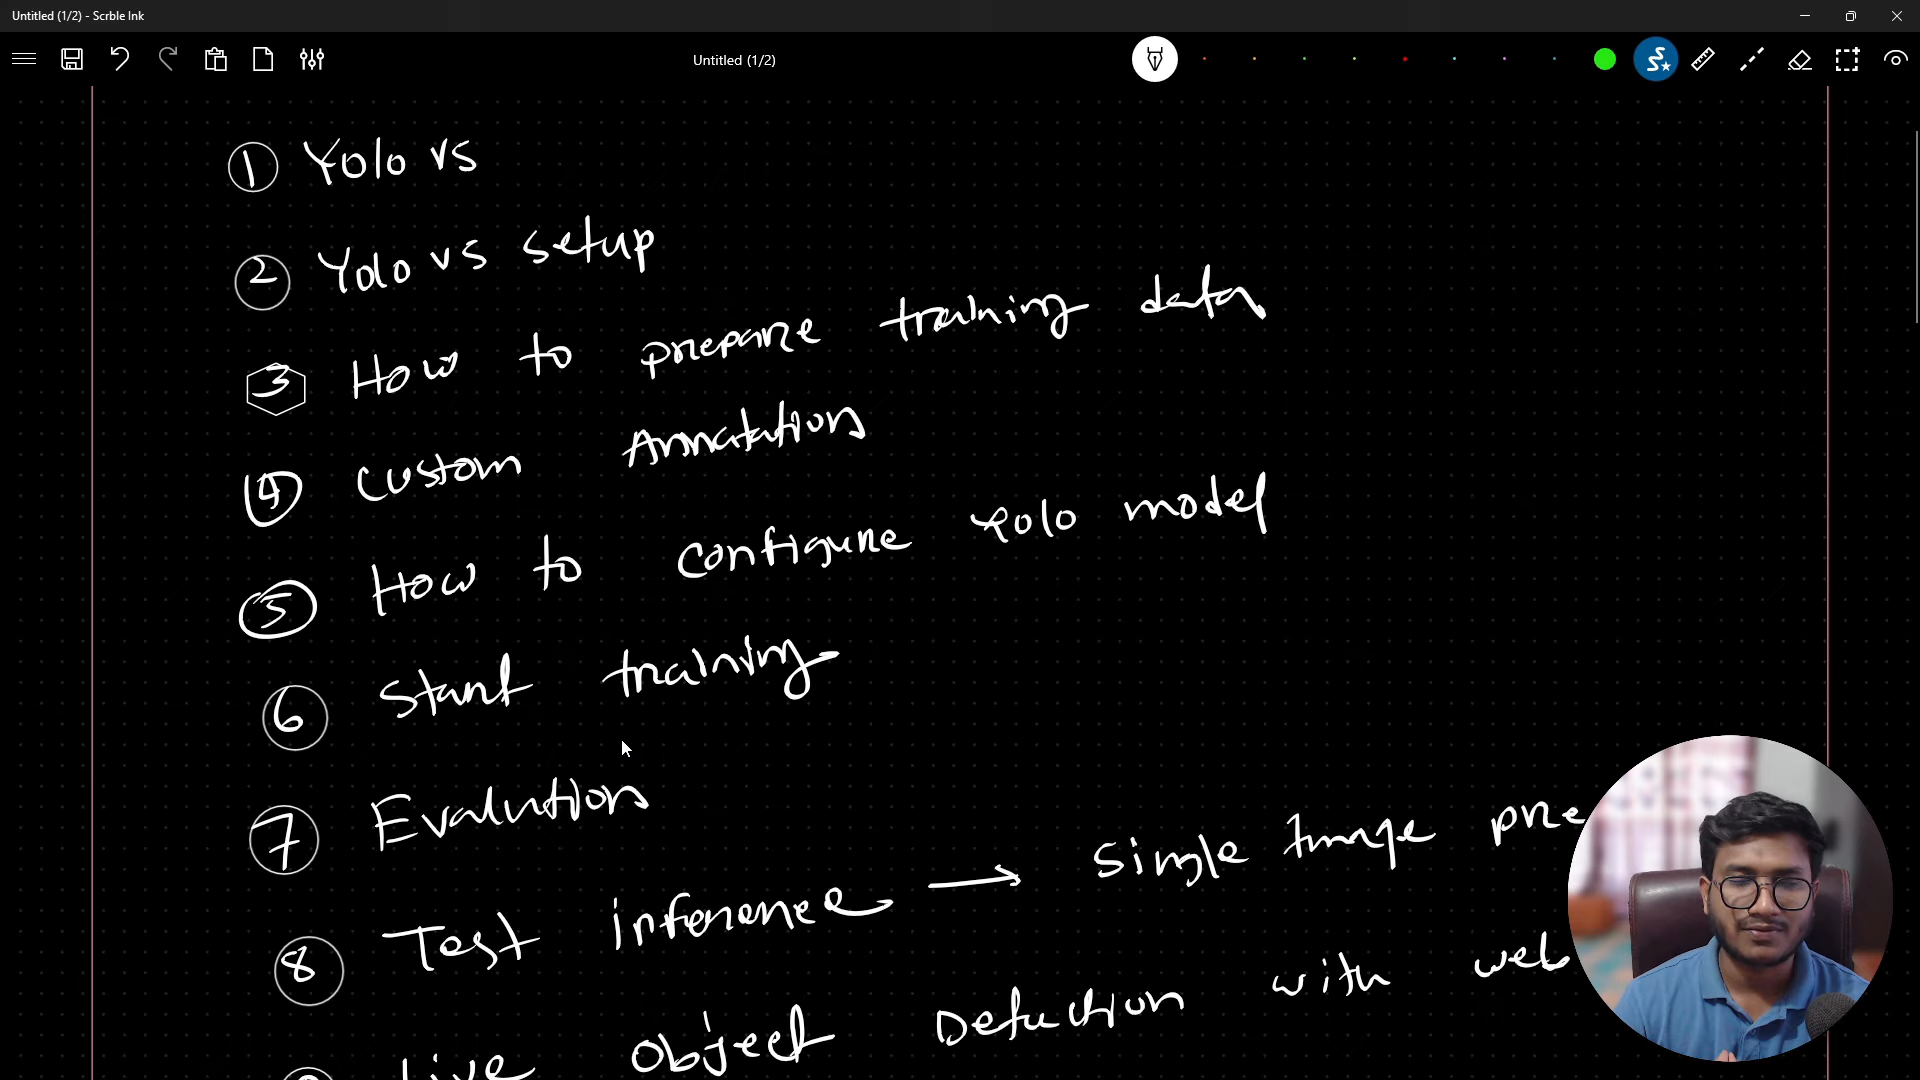 Untitled (1/2) - Scrble Ink
Untitled (1/2)
① Yolo v5
② Yolo v5 setup
3 How to prepare training data
④ Custom Annatation
⑤ How to configure Yolo model
⑥ Start training
⑦ Evalution
⑧ Test inference → Single Image pre
Live Object Detection with web